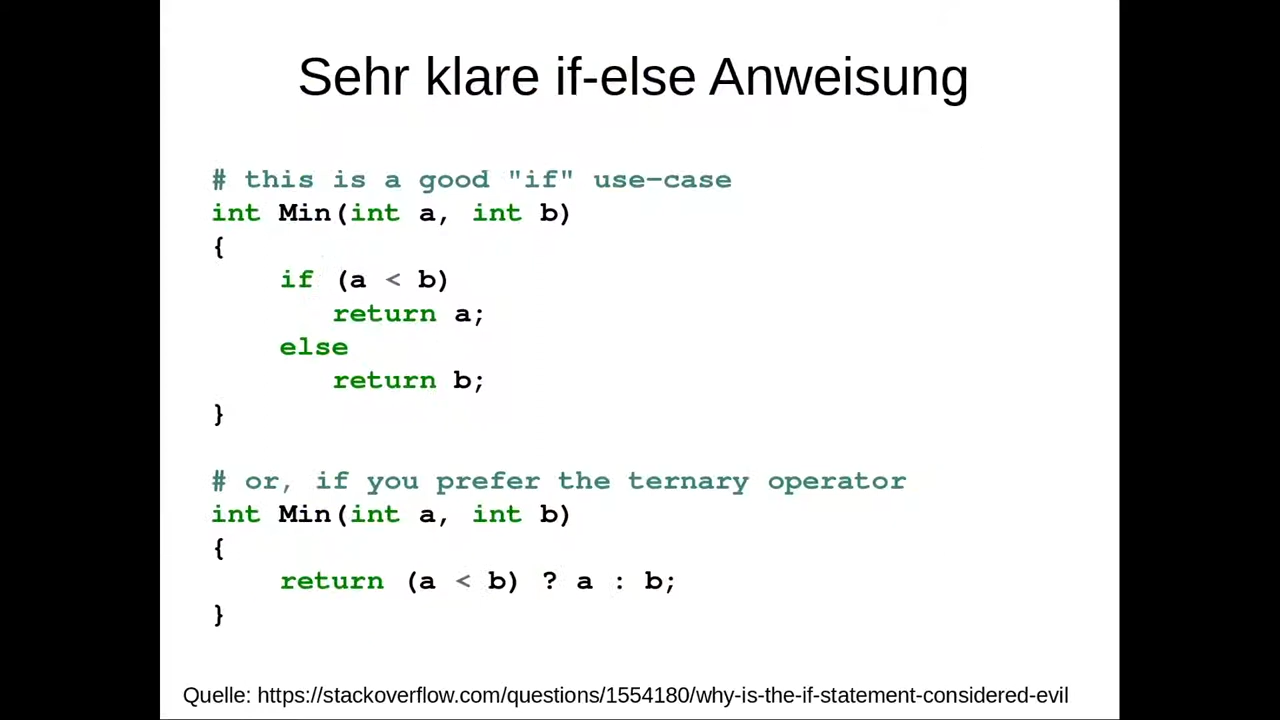 Sehr klare if-else Anweisung
# this is a good "if" use-case
int Min(int a, int b)
{
    if (a < b)
       return a;
    else
       return b;
}
# or, if you prefer the ternary operator
int Min(int a, int b)
{
    return (a < b) ? a : b;
}
Quelle: https://stackoverflow.com/questions/1554180/why-is-the-if-statement-considered-evil